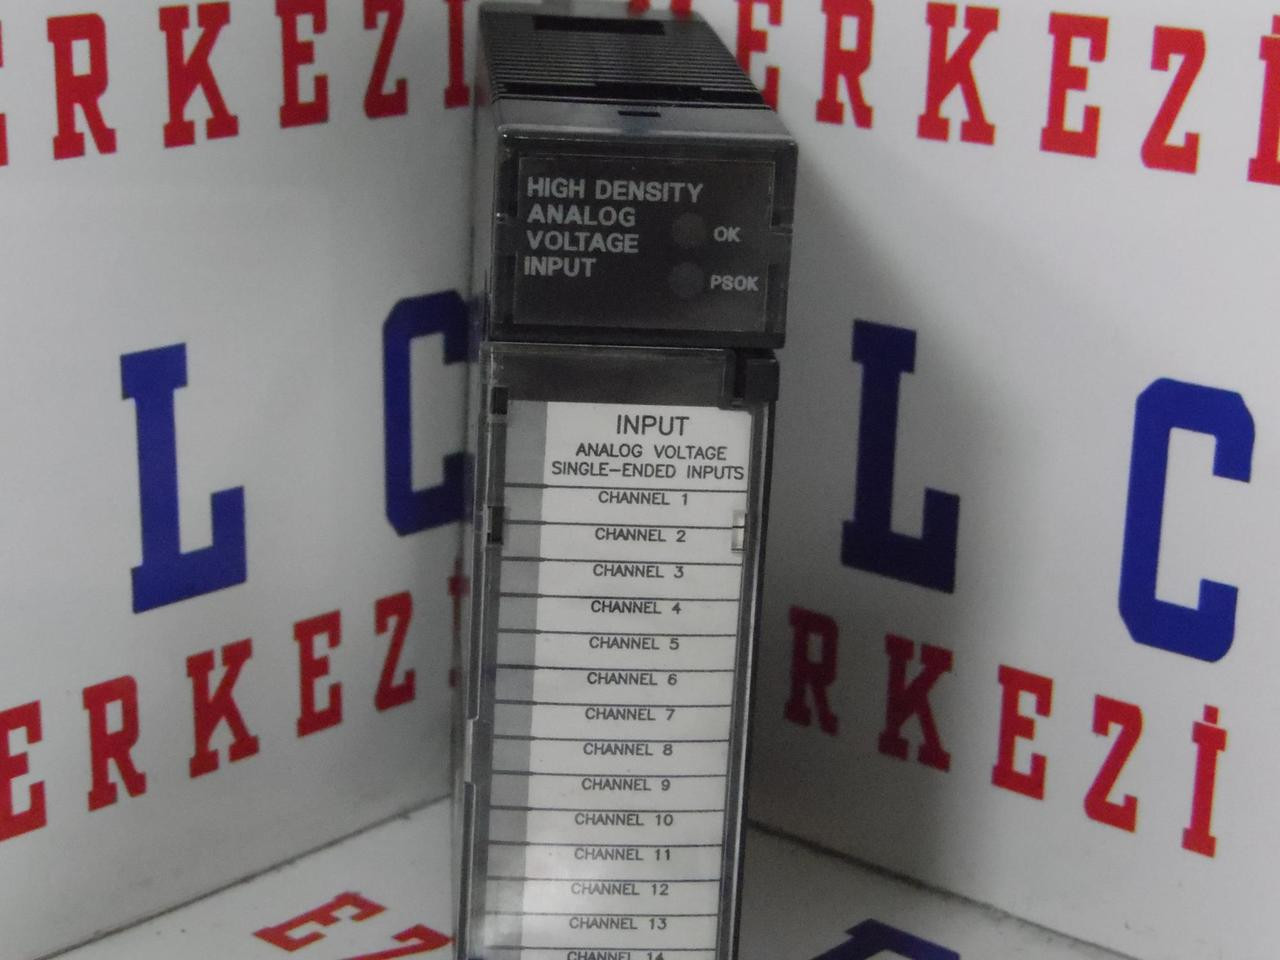 ERKEZİ
ERKEZİ
HIGH DENSITY
ANALOG
VOLTAGE
INPUT
OK
PSOK
L C
L C
INPUT
ANALOG VOLTAGE
SINGLE-ENDED INPUTS
CHANNEL 1
CHANNEL 2
CHANNEL 3
CHANNEL 4
CHANNEL 5
CHANNEL 6
CHANNEL 7
CHANNEL 8
CHANNEL 9
CHANNEL 10
CHANNEL 11
CHANNEL 12
CHANNEL 13
CHANNEL 14
ERKEZİ
RKEZİ
EZ